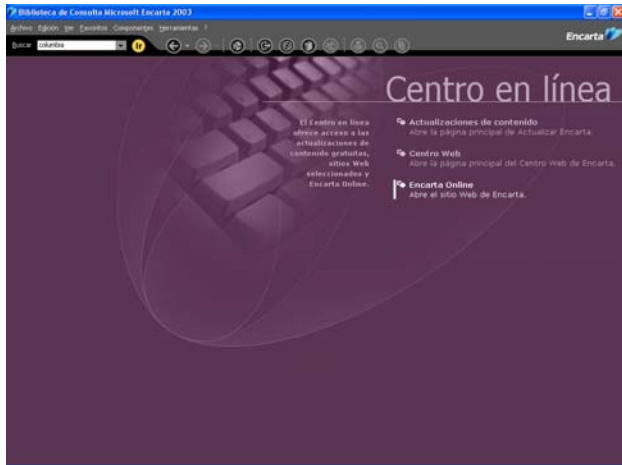 Biblioteca de Consulta Microsoft Encarta 2003
Archivo Edición Ver Favoritos Componentes Herramientas ?
Buscar columbia Ir
Encarta
Centro en línea
El Centro en línea
ofrece acceso a las
actualizaciones de
contenido gratuitas,
sitios Web
seleccionados y
Encarta Online.
Actualizaciones de contenido
Abre la página principal de Actualizar Encarta.
Centro Web
Abre la página principal del Centro Web de Encarta.
Encarta Online
Abre el sitio Web de Encarta.